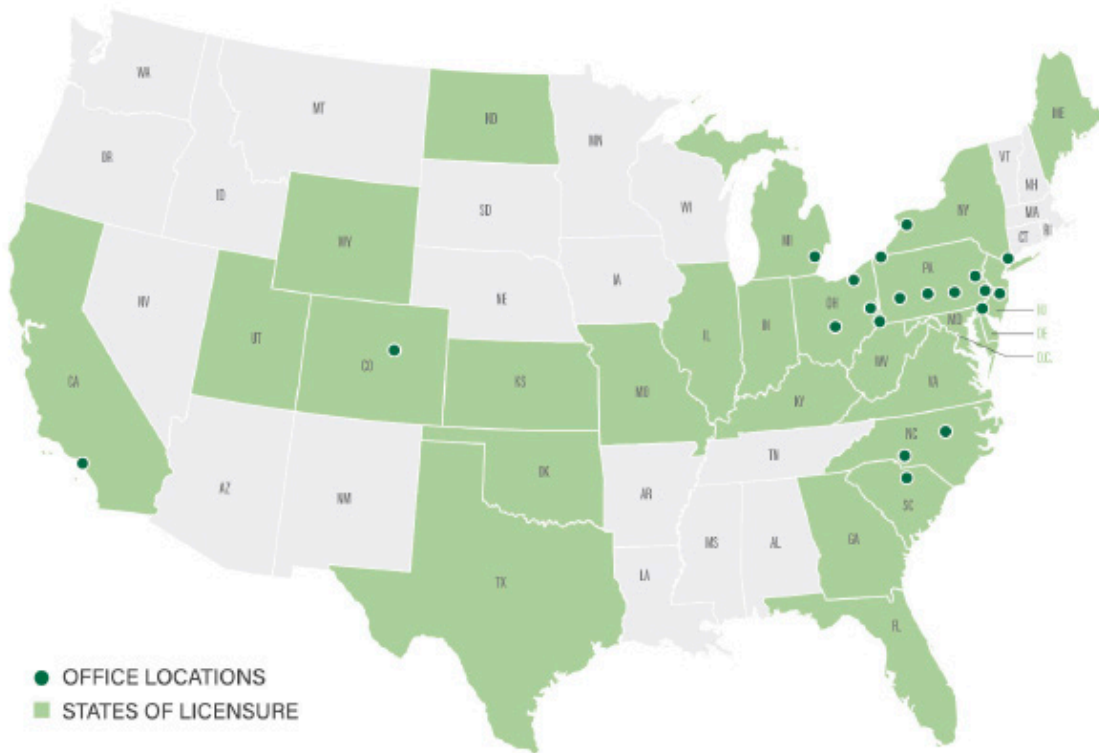 WA
MT
ND
MN
ME
OR
ID
SD
WI
VT
NH
NY
MA
CT
RI
WY
MI
PA
NE
IA
NV
UT
CO
CA
IL
IN
OH
NJ
MD
DE
D.C.
KS
MO
WV
VA
KY
AZ
NM
OK
AR
TN
NC
SC
TX
LA
MS
AL
GA
FL
OFFICE LOCATIONS
STATES OF LICENSURE